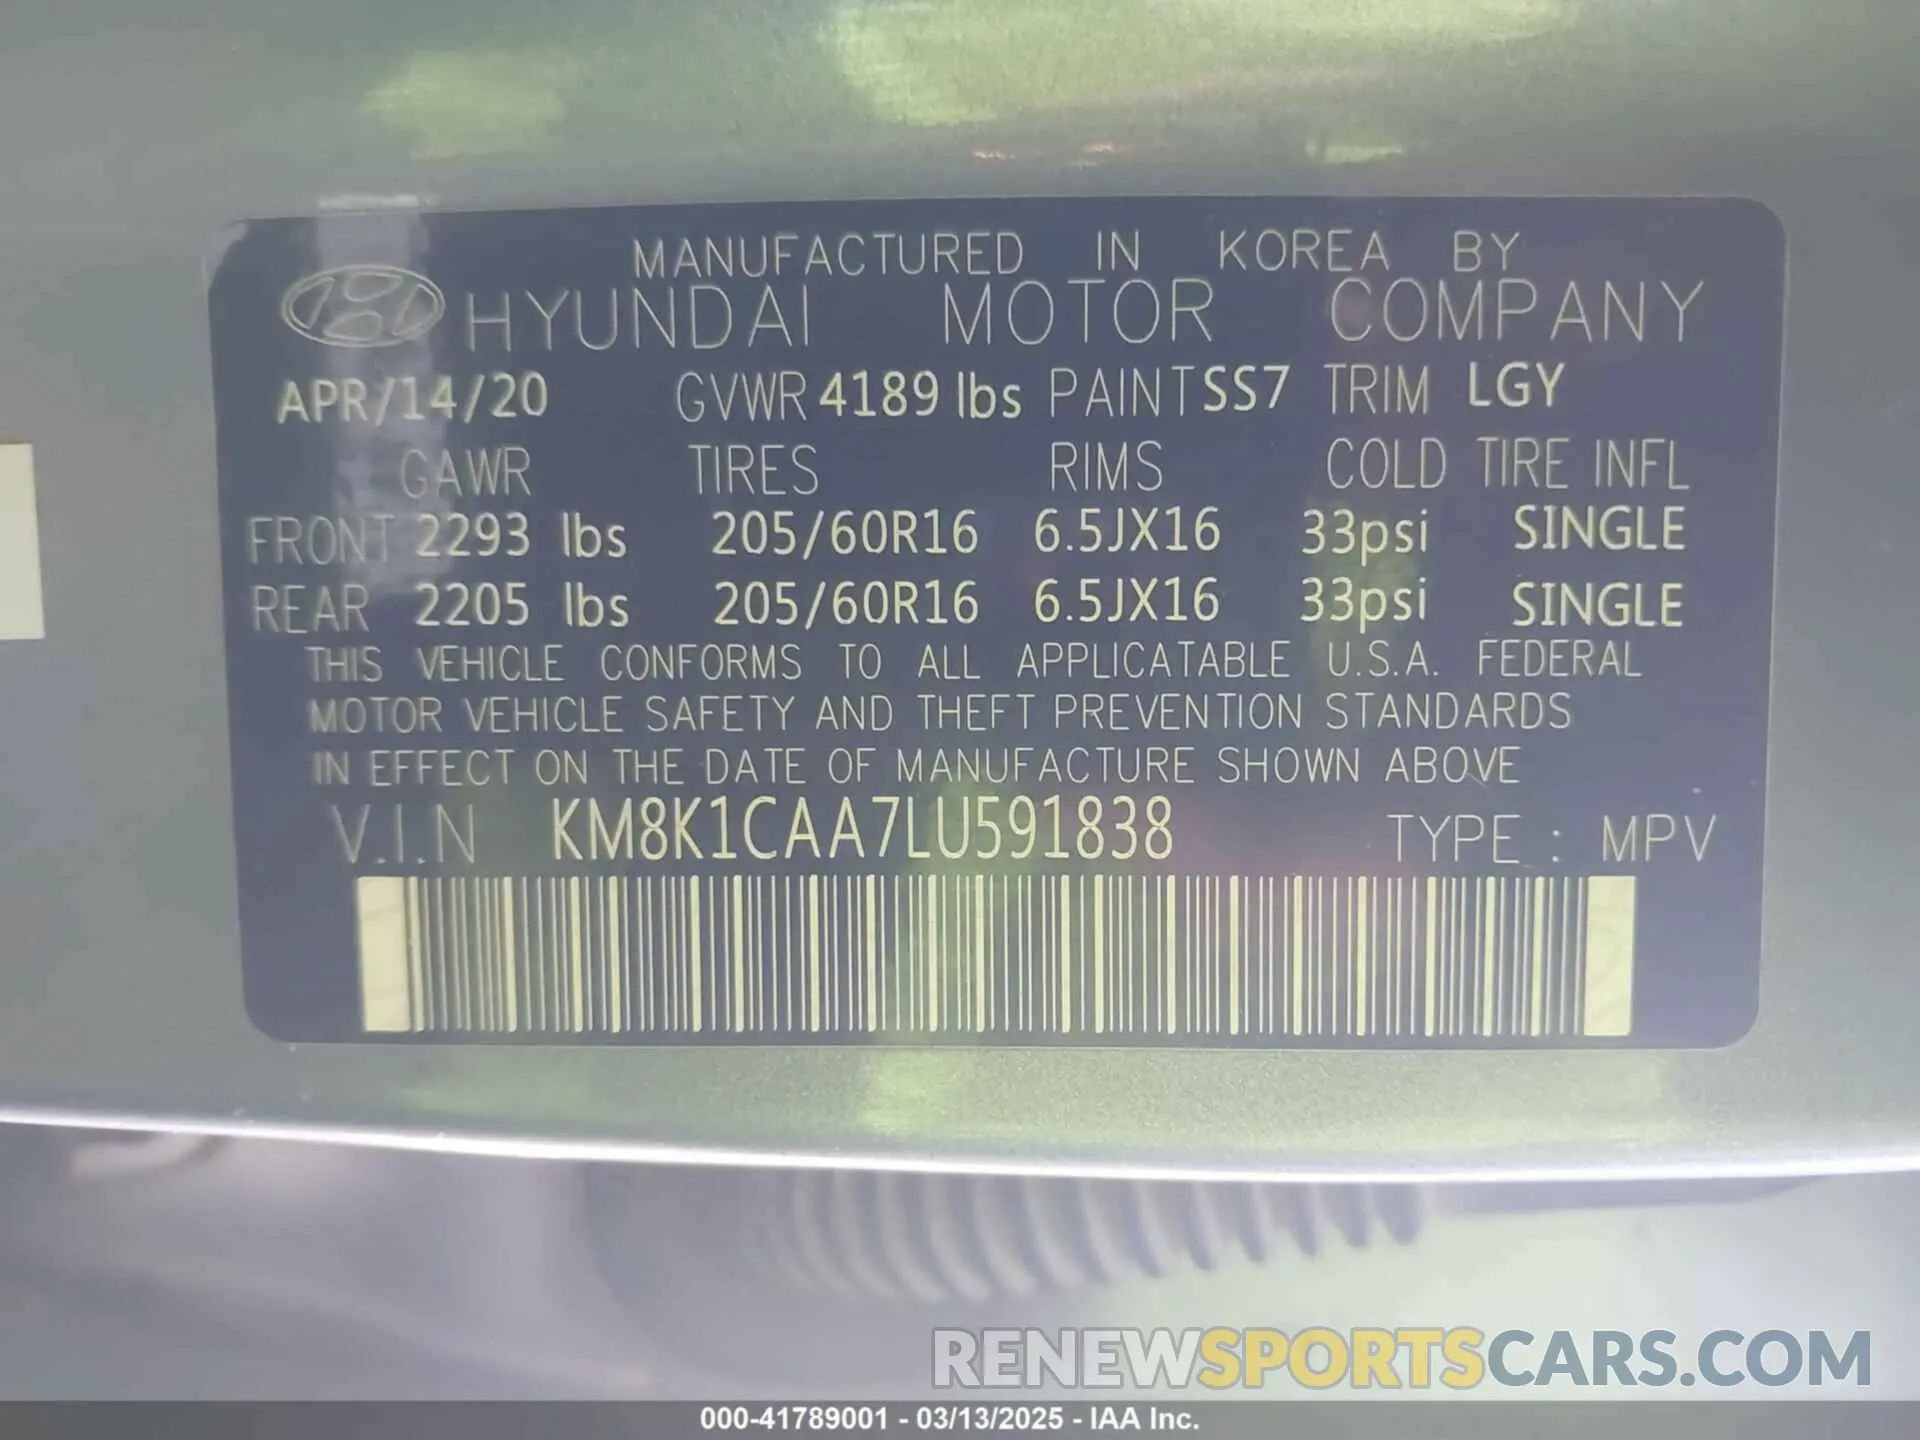 MANUFACTURED IN KOREA BY
HYUNDAI MOTOR COMPANY
APR/14/20 GVWR 4189 lbs PAINT SS7 TRIM LGY
GAWR TIRES RIMS COLD TIRE INFL
FRONT 2293 lbs 205/60R16 6.5JX16 33psi SINGLE
REAR 2205 lbs 205/60R16 6.5JX16 33psi SINGLE
THIS VEHICLE CONFORMS TO ALL APPLICATABLE U.S.A. FEDERAL
MOTOR VEHICLE SAFETY AND THEFT PREVENTION STANDARDS
IN EFFECT ON THE DATE OF MANUFACTURE SHOWN ABOVE
V.I.N KM8K1CAA7LU591838 TYPE : MPV
RENEWSPORTSCARS.COM
000-41789001 - 03/13/2025 - IAA Inc.